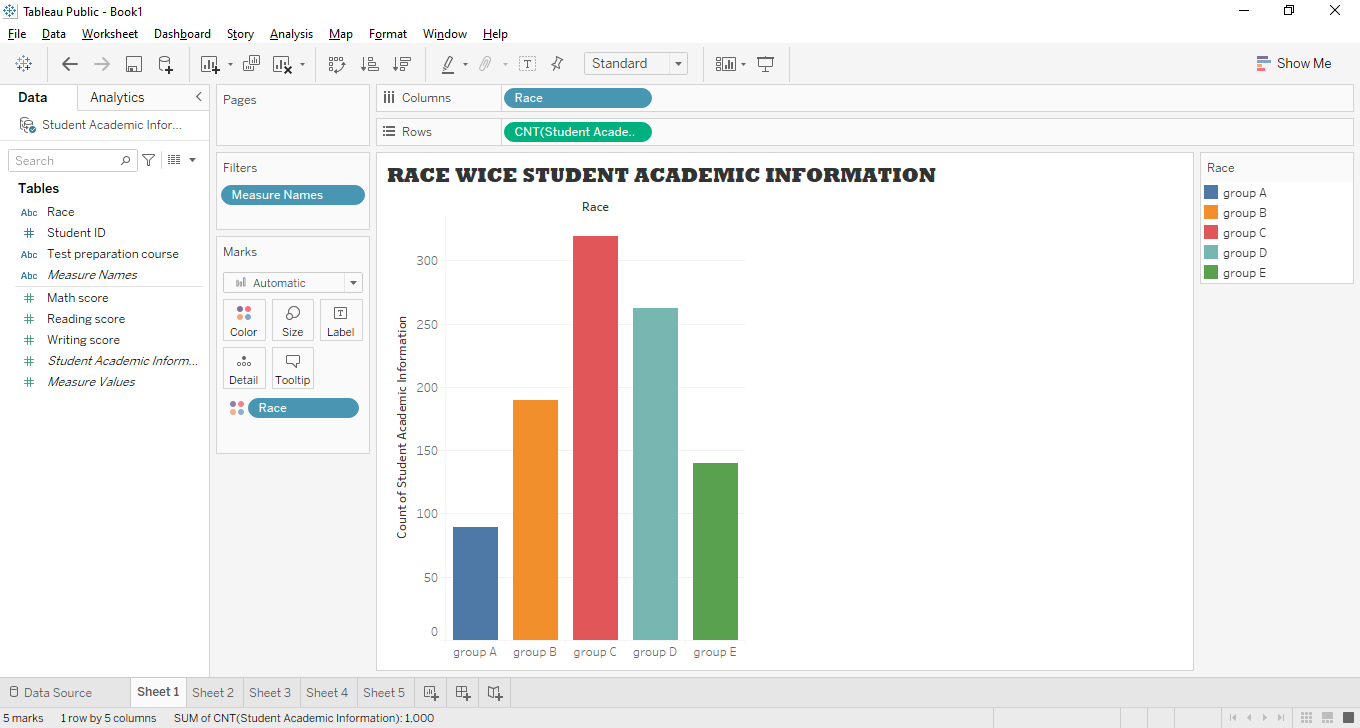 Tableau Public - Book1
File Data Worksheet Dashboard Story Analysis Map Format Window Help
Standard
Show Me
Data Analytics
Student Academic Infor...
Search
Tables
Abc Race
# Student ID
Abc Test preparation course
Abc Measure Names
# Math score
# Reading score
# Writing score
# Student Academic Inform...
# Measure Values
Pages
Filters
Measure Names
Marks
Automatic
Color Size Label
Detail Tooltip
Race
Columns Race
Rows CNT(Student Acade..
RACE WICE STUDENT ACADEMIC INFORMATION
Race
Count of Student Academic Information
300
250
200
150
100
50
0
group A group B group C group D group E
Race
group A
group B
group C
group D
group E
Data Source Sheet 1 Sheet 2 Sheet 3 Sheet 4 Sheet 5
5 marks 1 row by 5 columns SUM of CNT(Student Academic Information): 1,000